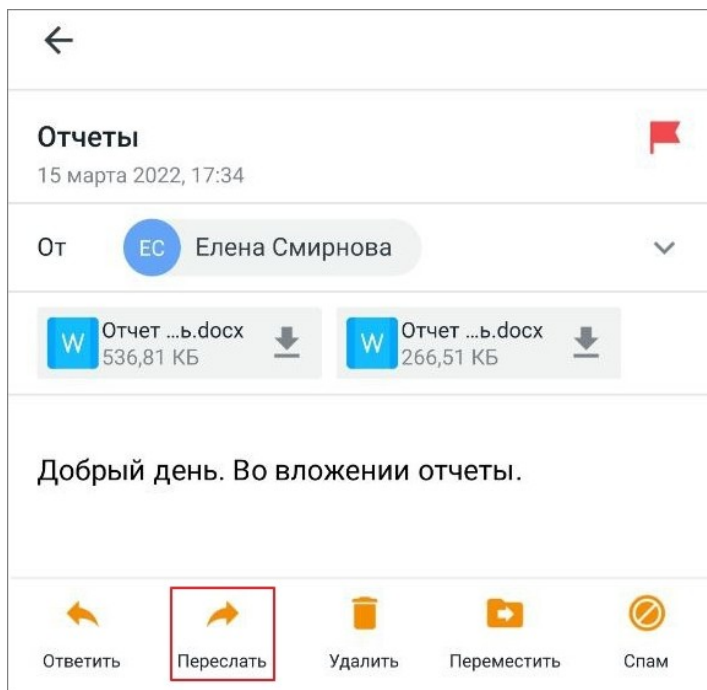 Отчеты
15 марта 2022, 17:34
От ЕС Елена Смирнова
W Отчет ...ь.docx W Отчет ...ь.docx
536,81 КБ 266,51 КБ
Добрый день. Во вложении отчеты.
Ответить Переслать Удалить Переместить Спам